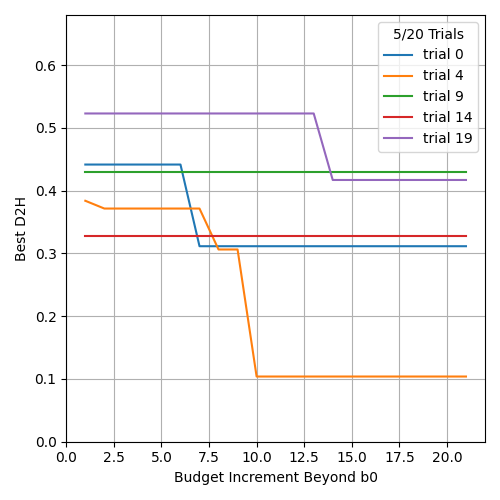 5/20 Trials
trial 0
trial 4
trial 9
trial 14
trial 19
Best D2H
0.6
0.5
0.4
0.3
0.2
0.1
0.0
0.0 2.5 5.0 7.5 10.0 12.5 15.0 17.5 20.0
Budget Increment Beyond b0